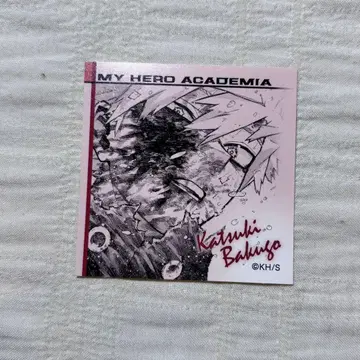 MY HERO ACADEMIA
Katsuki
Bakugo
©KH/S